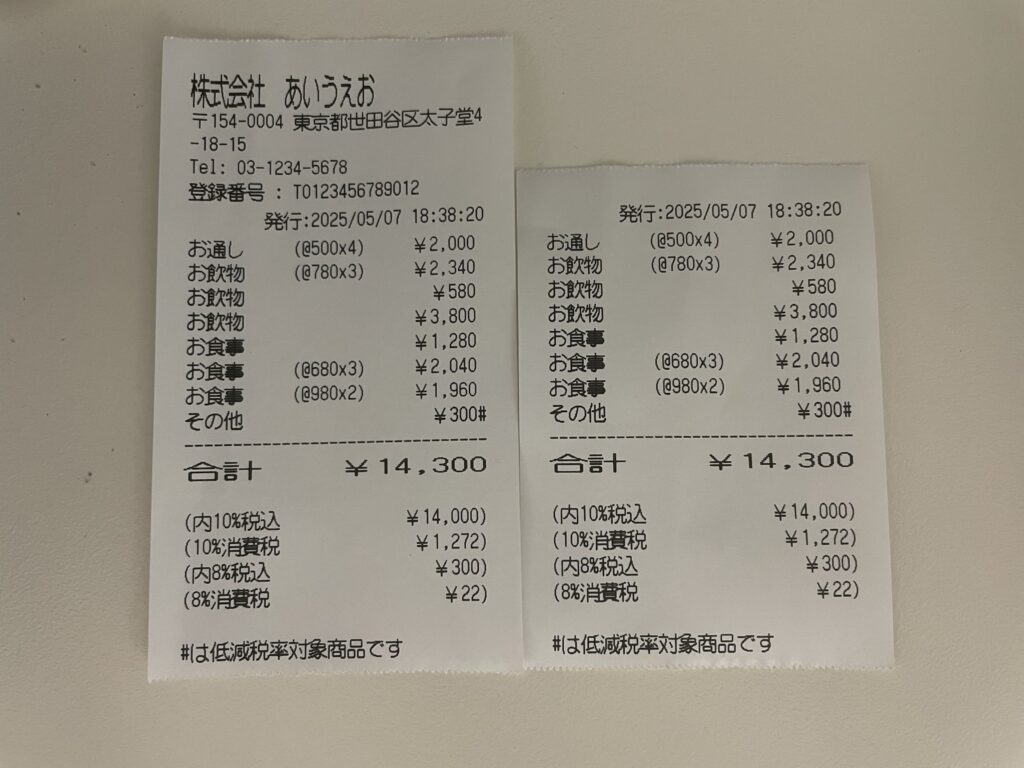 株式会社 あいうえお
〒154-0004 東京都世田谷区太子堂4
-18-15
Tel: 03-1234-5678
登録番号 : T0123456789012
発行:2025/05/07 18:38:20
お通し (@500x4) ¥2,000
お飲物 (@780x3) ¥2,340
お飲物 ¥580
お飲物 ¥3,800
お食事 ¥1,280
お食事 (@680x3) ¥2,040
お食事 (@980x2) ¥1,960
その他 ¥300#
--------------------------------
合計 ¥14,300
(内10%税込 ¥14,000)
(10%消費税 ¥1,272)
(内8%税込 ¥300)
(8%消費税 ¥22)
#は低減税率対象商品です
発行:2025/05/07 18:38:20
お通し (@500x4) ¥2,000
お飲物 (@780x3) ¥2,340
お飲物 ¥580
お飲物 ¥3,800
お食事 ¥1,280
お食事 (@680x3) ¥2,040
お食事 (@980x2) ¥1,960
その他 ¥300#
--------------------------------
合計 ¥14,300
(内10%税込 ¥14,000)
(10%消費税 ¥1,272)
(内8%税込 ¥300)
(8%消費税 ¥22)
#は低減税率対象商品です